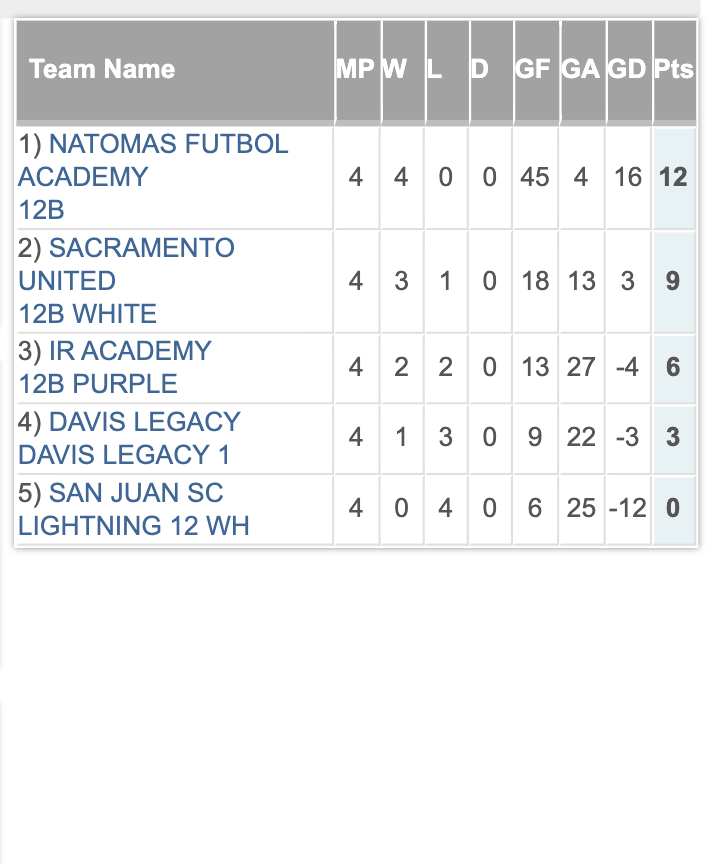 Team Name MP W L D GF GA GD Pts
1) NATOMAS FUTBOL
ACADEMY
12B 4 4 0 0 45 4 16 12
2) SACRAMENTO
UNITED
12B WHITE 4 3 1 0 18 13 3 9
3) IR ACADEMY
12B PURPLE 4 2 2 0 13 27 -4 6
4) DAVIS LEGACY
DAVIS LEGACY 1 4 1 3 0 9 22 -3 3
5) SAN JUAN SC
LIGHTNING 12 WH 4 0 4 0 6 25 -12 0